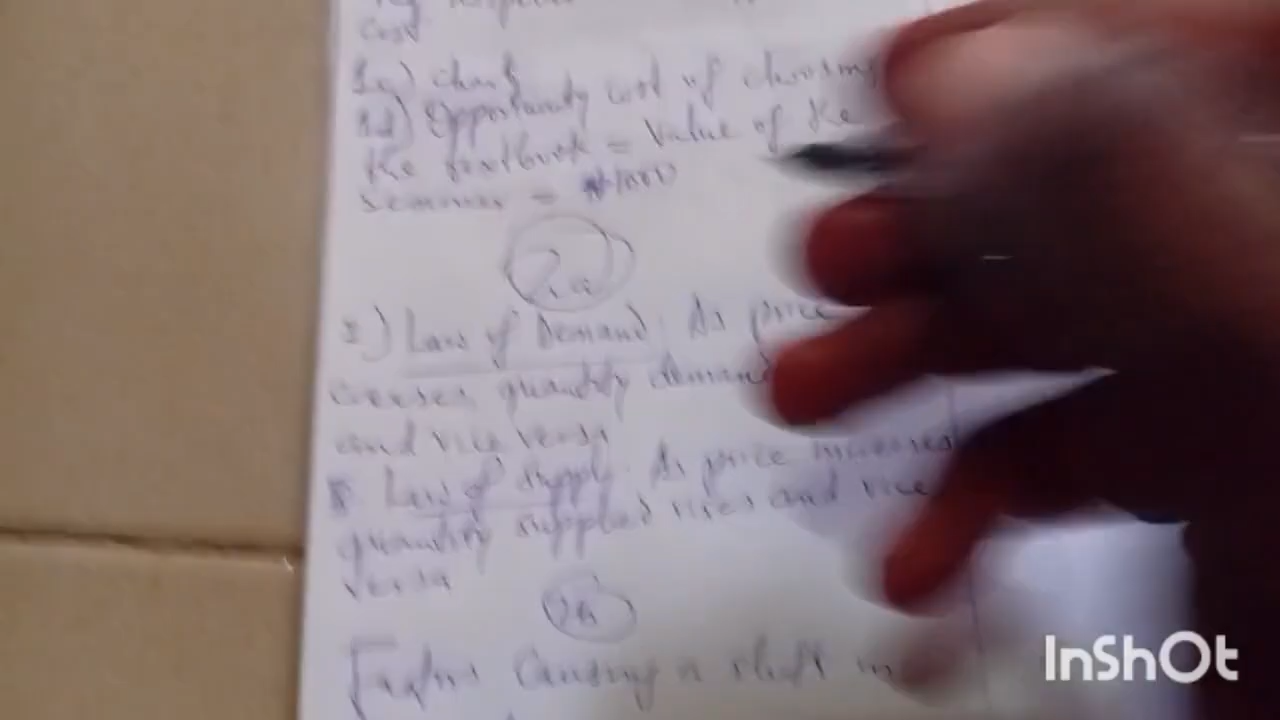 cost
1c) 
1d) Opportunity cost of choosing
the textbook = Value of the
seminar =
2a
I) Law of Demand: As price
creases quantity demand
and vice versa
Law of Supply: As price increases
quantity supplied rises and vice
versa
2b
Factors Causing a shift in
InShOt